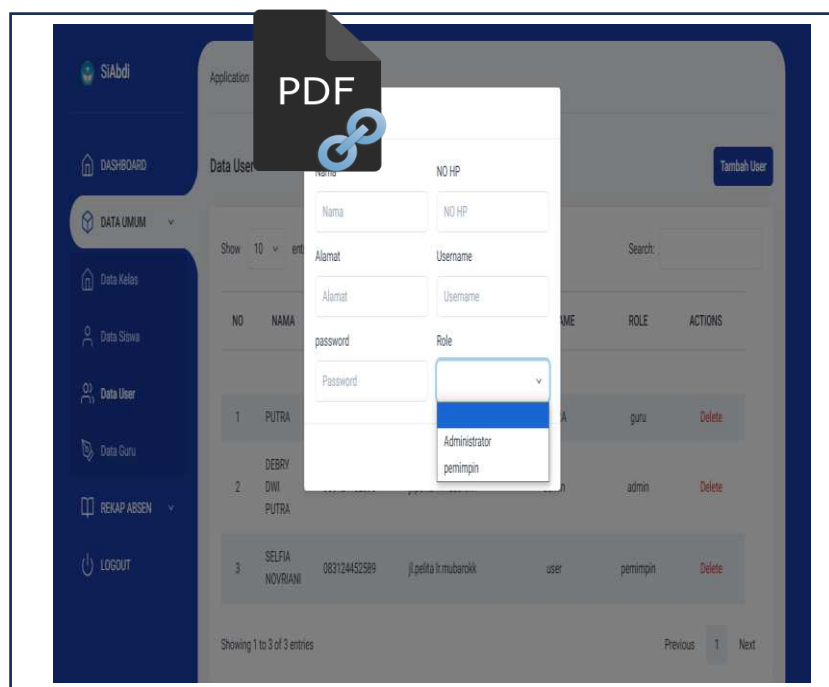 SiAbdi
Application
PDF
DASHBOARD
Data User
Nama NO HP
Tambah User
DATA UMUM
Nama NO HP
Show 10
Alamat Username
Search:
Data Kelas
Alamat Username
NO NAMA ROLE ACTIONS
Data Siswa
password Role
Password
Data User
1 PUTRA guru Delete
Administrator
Data Guru
pemimpin
DEBRY
2 DWI admin Delete
PUTRA
REKAP ABSEN
SELFIA
3 083124452589 jl.pelita lr.mubarokk user pemimpin Delete
NOVRIANI
LOGOUT
Showing 1 to 3 of 3 entries
Previous 1 Next